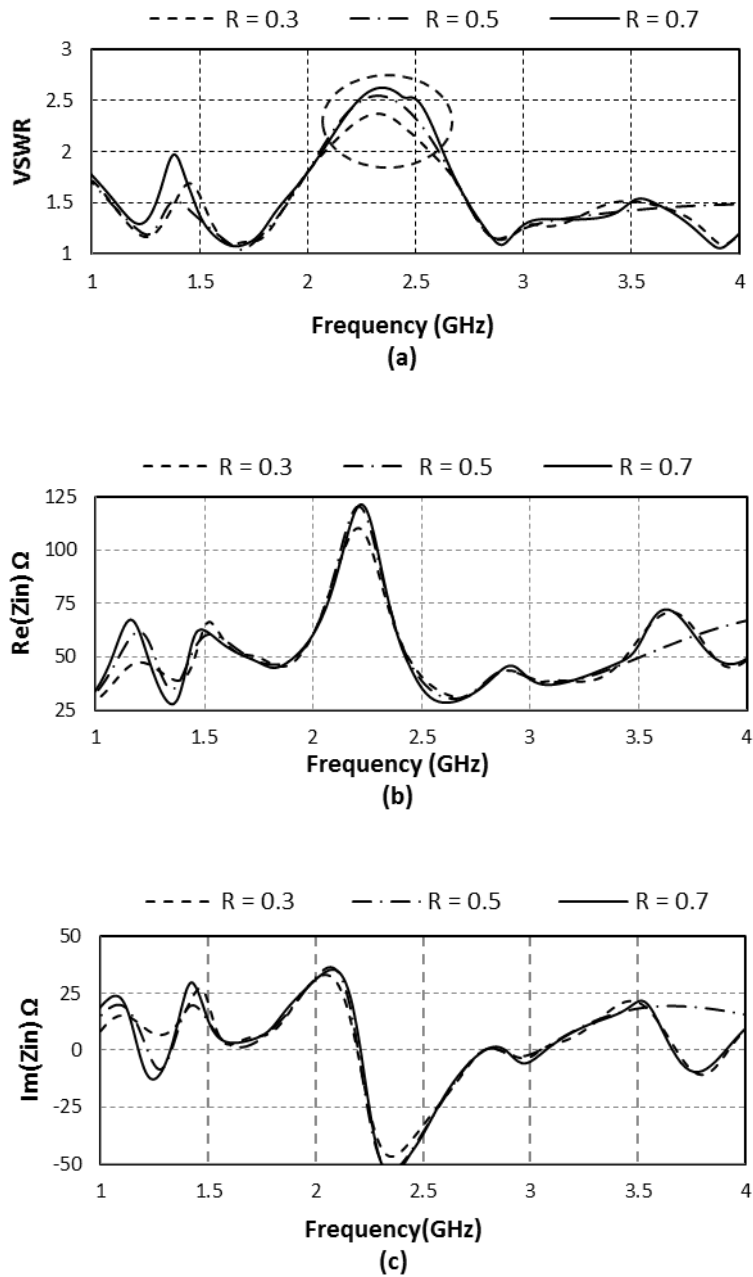 R = 0.3 R = 0.5 R = 0.7
3
2.5
2
1.5
1
VSWR
1 1.5 2 2.5 3 3.5 4
Frequency (GHz)
(a)
R = 0.3 R = 0.5 R = 0.7
125
100
75
50
25
Re(Zin) Ω
1 1.5 2 2.5 3 3.5 4
Frequency (GHz)
(b)
R = 0.3 R = 0.5 R = 0.7
50
25
0
-25
-50
Im(Zin) Ω
1 1.5 2 2.5 3 3.5 4
Frequency(GHz)
(c)